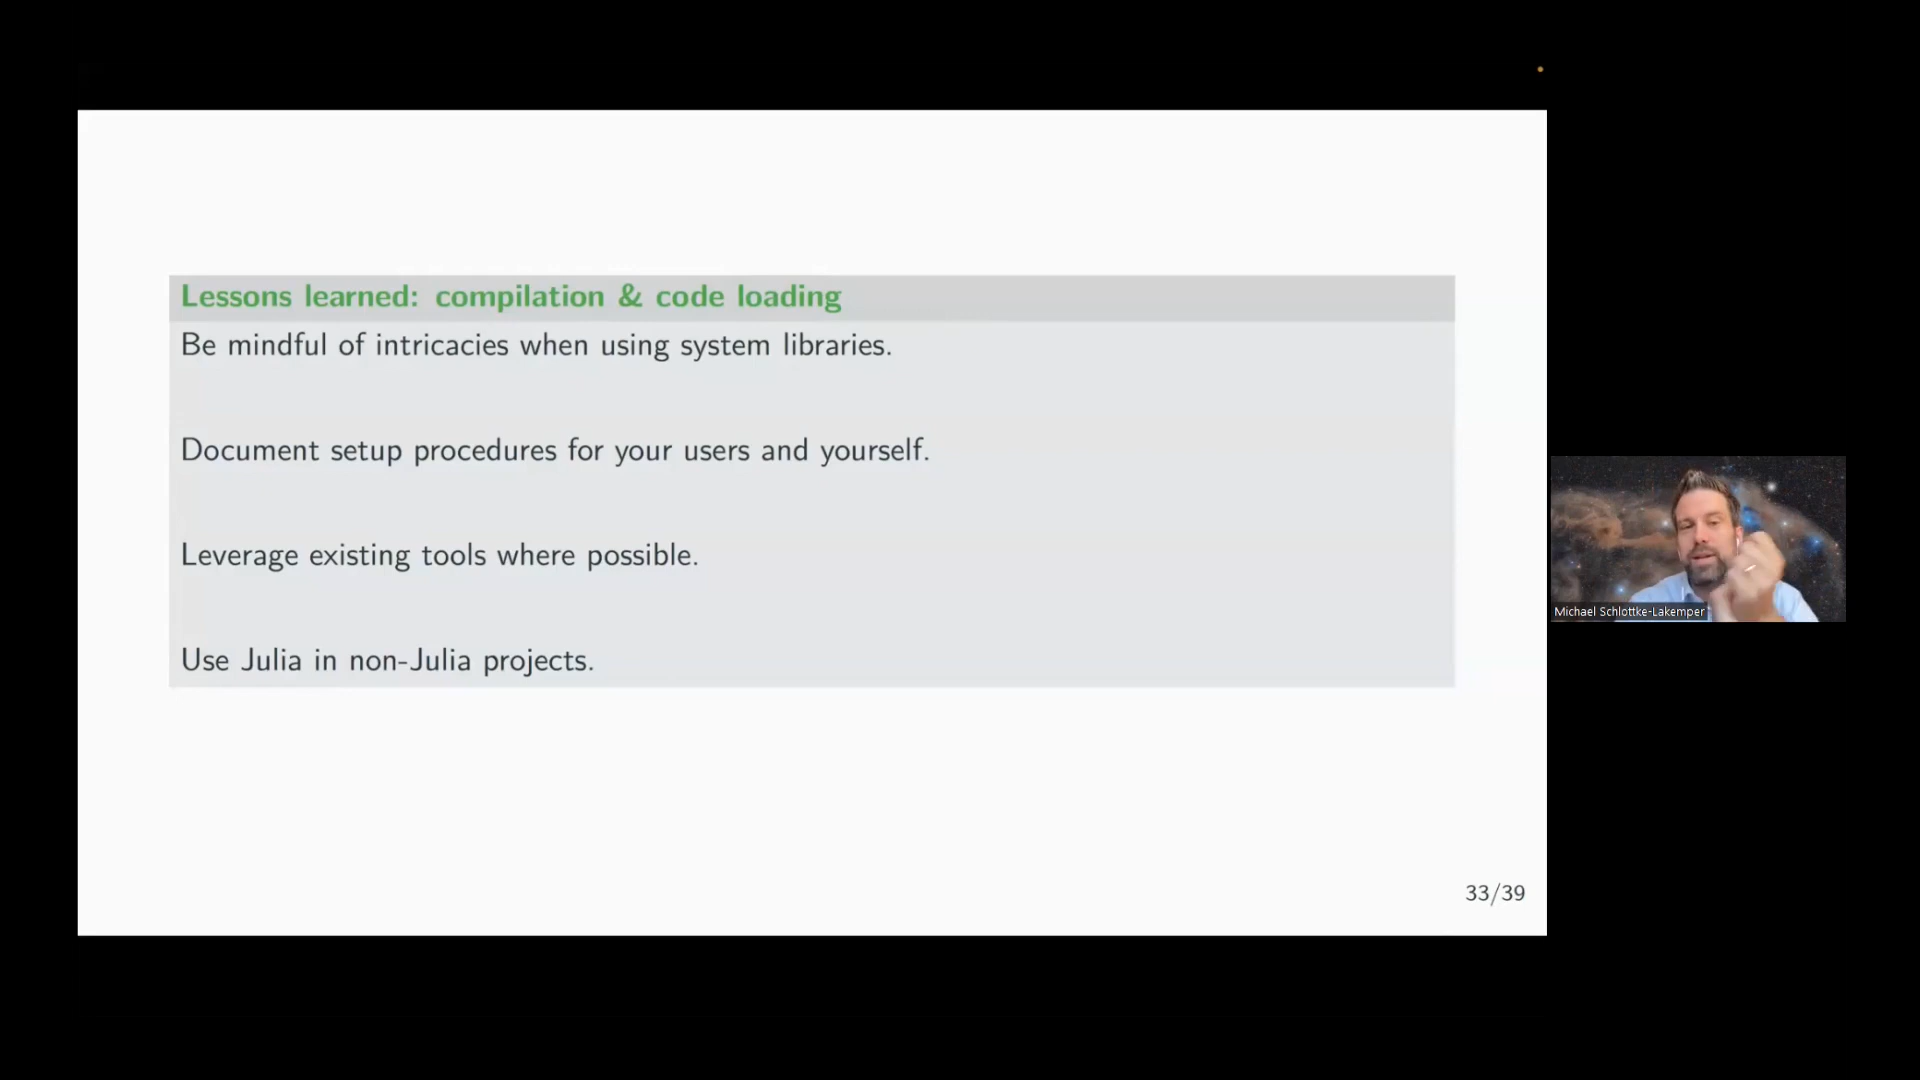 Lessons learned: compilation & code loading
Be mindful of intricacies when using system libraries.
Document setup procedures for your users and yourself.
Leverage existing tools where possible.
Use Julia in non-Julia projects.
Michael Schlottke-Lakemper
33/39